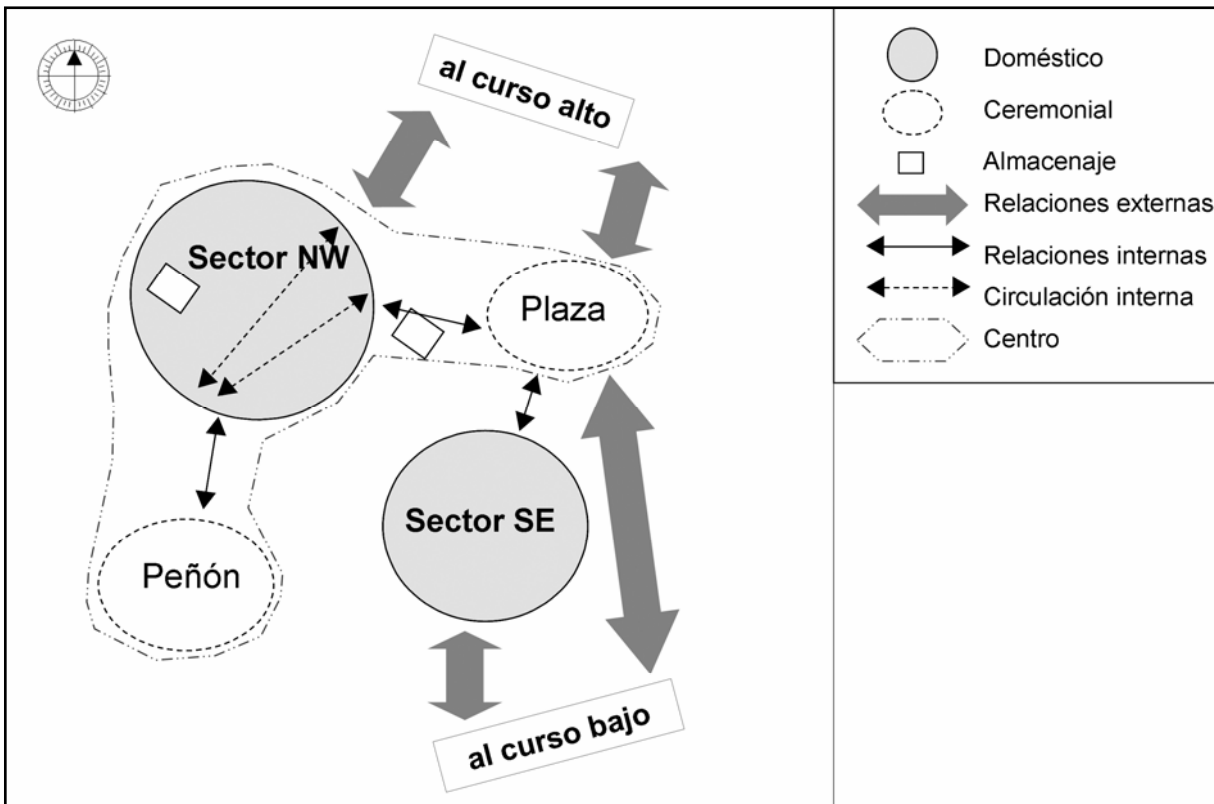 al curso alto
Sector NW
Plaza
Sector SE
Peñón
al curso bajo
Doméstico
Ceremonial
Almacenaje
Relaciones externas
Relaciones internas
Circulación interna
Centro